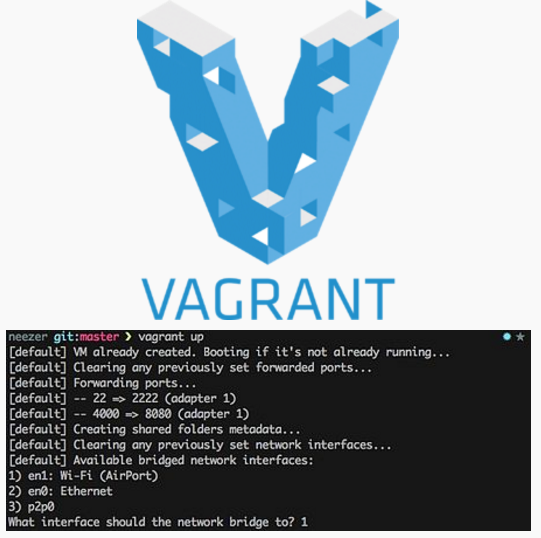 VAGRANT
neezer git:master ❯ vagrant up
[default] VM already created. Booting if it's not already running...
[default] Clearing any previously set forwarded ports...
[default] Forwarding ports...
[default] -- 22 => 2222 (adapter 1)
[default] -- 4000 => 8080 (adapter 1)
[default] Creating shared folders metadata...
[default] Clearing any previously set network interfaces...
[default] Available bridged network interfaces:
1) en1: Wi-Fi (AirPort)
2) en0: Ethernet
3) p2p0
What interface should the network bridge to? 1